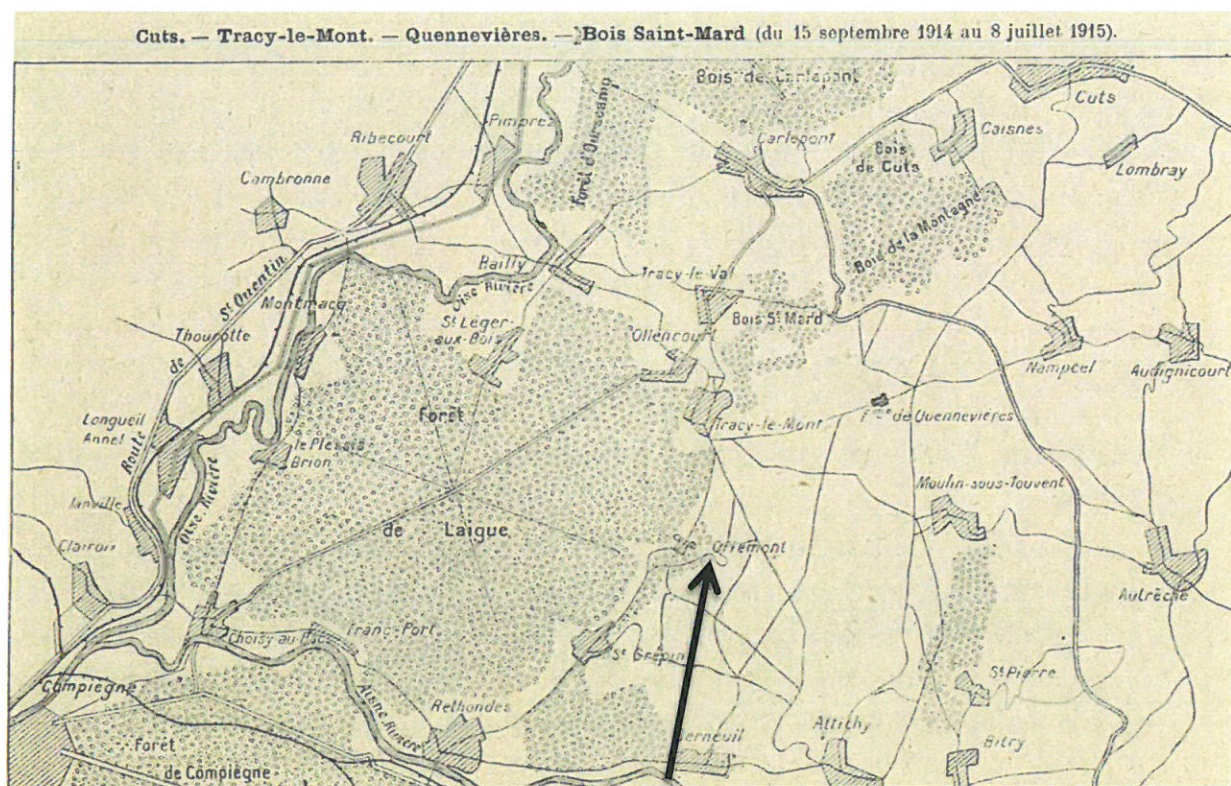 Cuts. — Tracy-le-Mont. — Quennevières. — Bois Saint-Mard (du 15 septembre 1914 au 8 juillet 1915).
Bois de Carlepont
Cuts
Ribecourt
Pimprez
Forêt d'Ourscamp
Carlepont
Bois
de Cuts
Caisnes
Lombray
Cambronne
Bois de la Montagne
St Quentin
Bailly
Oise Rivière
Tracy-le-Val
Montmacq
St Léger-
aux-Bois
Ollencourt
Bois St Mard
Thourotte
Nampcel
Audignicourt
de
Longueil
Annel
Forêt
Tracy-le-Mont
Fme de Quennevières
Route
le Plessis
Brion
Oise Rivière
Moulin-sous-Touvent
Janville
Clairoix
de Laigue
Offémont
Autrèche
Choisy-au-Bac
Franc-Port
St Crépin
St Pierre
Compiègne
Aisne Rivière
Rethondes
Berneuil
Attichy
Bitry
Forêt
de Compiègne